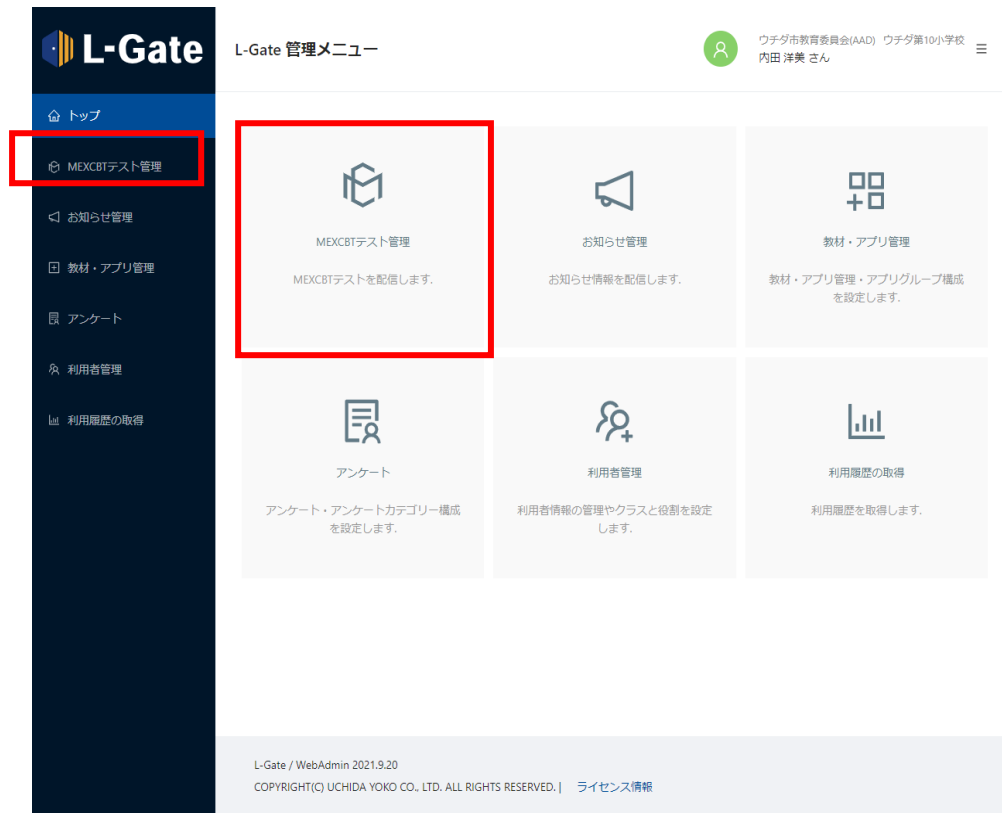 L-Gate
L-Gate 管理メニュー
ウチダ市教育委員会(AAD) ウチダ第10小学校
内田 洋美 さん
トップ
MEXCBTテスト管理
お知らせ管理
教材・アプリ管理
アンケート
利用者管理
利用履歴の取得
MEXCBTテスト管理
MEXCBTテストを配信します.
お知らせ管理
お知らせ情報を配信します.
教材・アプリ管理
教材・アプリ管理・アプリグループ構成
を設定します.
アンケート
アンケート・アンケートカテゴリー構成
を設定します.
利用者管理
利用者情報の管理やクラスと役割を設定
します.
利用履歴の取得
利用履歴を取得します.
L-Gate / WebAdmin 2021.9.20
COPYRIGHT(C) UCHIDA YOKO CO., LTD. ALL RIGHTS RESERVED. | ライセンス情報